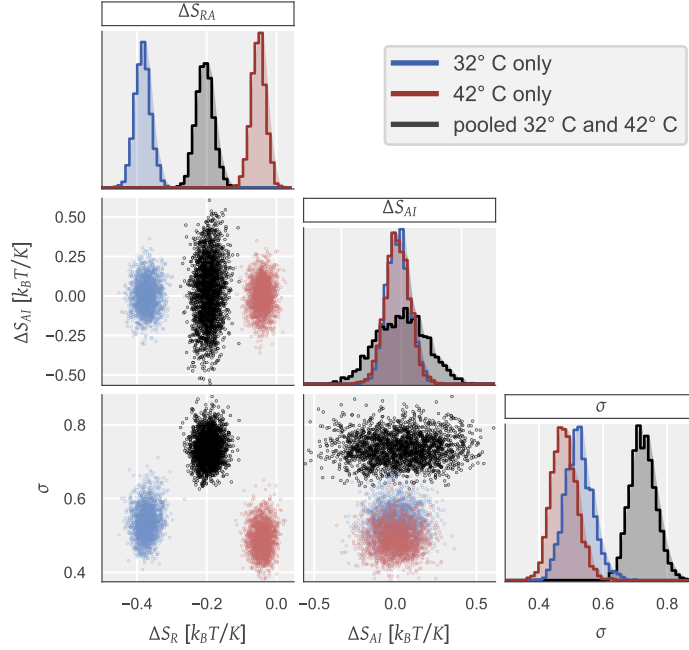 ΔS_RA
32° C only
42° C only
pooled 32° C and 42° C
ΔS_AI
0.50
0.25
0.00
−0.25
−0.50
ΔS_AI [k_BT/K]
σ
0.8
0.6
0.4
σ
−0.4 −0.2 0.0
−0.5 0.0 0.5
0.4 0.6 0.8
ΔS_R [k_BT/K]
ΔS_AI [k_BT/K]
σ